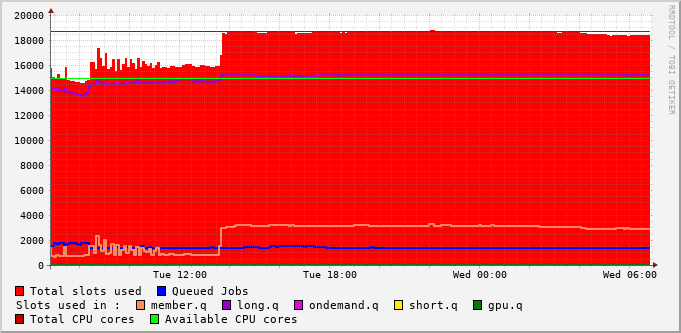 20000
18000
16000
14000
12000
10000
8000
6000
4000
2000
0
Tue 12:00 Tue 18:00 Wed 00:00 Wed 06:00
Total slots used Queued Jobs
Slots used in : member.q long.q ondemand.q short.q gpu.q
Total CPU cores Available CPU cores
RRDTOOL / TOBI OETIKER